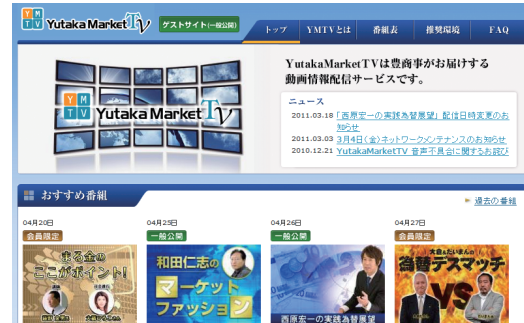 YM
TV Yutaka Market TV
ゲストサイト(一般公開)
トップ YMTVとは 番組表 推奨環境 FAQ
YM
TV Yutaka Market TV
YutakaMarketTVは豊商事がお届けする
動画情報配信サービスです。
ニュース
2011.03.18 「西原宏一の実践為替展望」 配信日時変更のお
知らせ
2011.03.03 3月4日(金)ネットワークメンテナンスのお知らせ
2010.12.21 YutakaMarketTV 音声不具合に関するお詫び
おすすめ番組
過去の番組
04月20日 04月25日 04月26日 04月27日
会員限定 一般公開 一般公開 会員限定
ここがポイント!
和田仁志の
マーケット
ファッション
西原宏一の実践為替展望
為替デスマッチ
VS